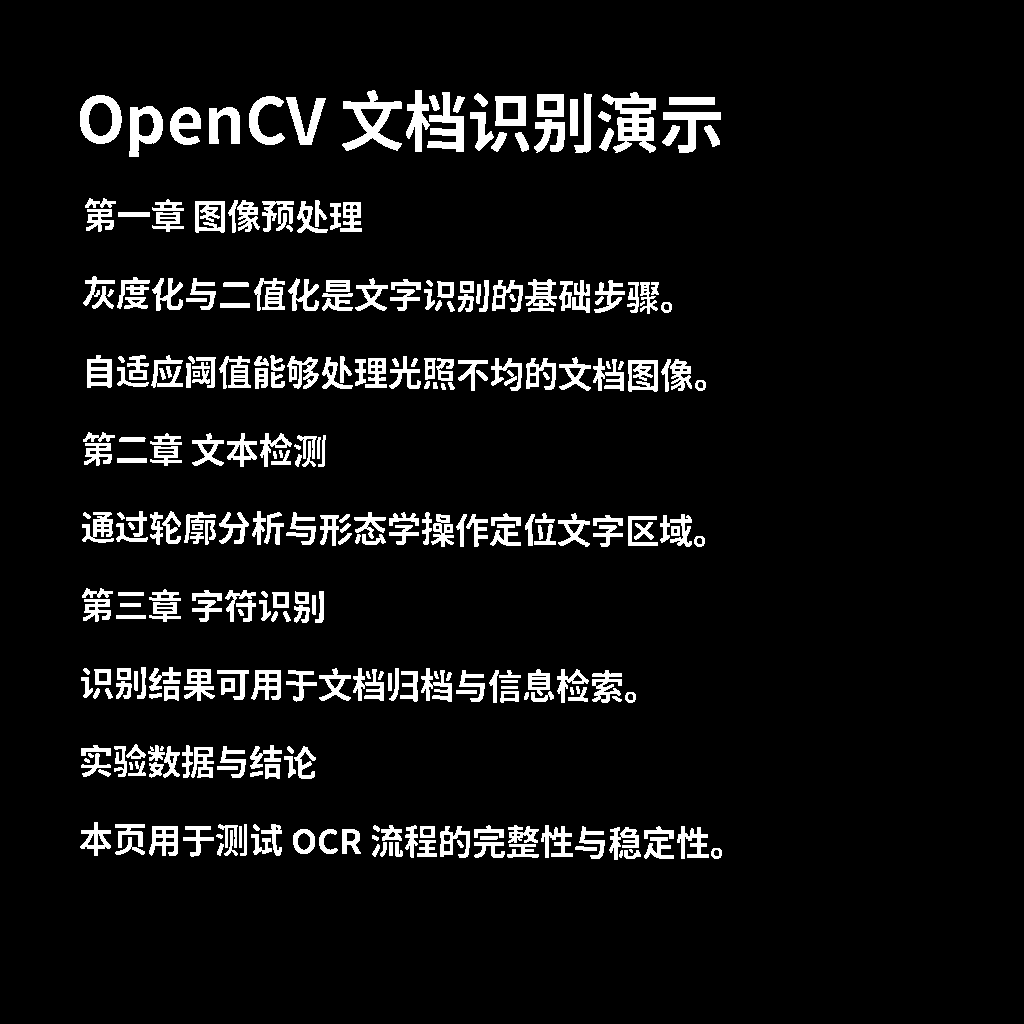 OpenCV 文档识别演示
第一章 图像预处理
灰度化与二值化是文字识别的基础步骤。
自适应阈值能够处理光照不均的文档图像。
第二章 文本检测
通过轮廓分析与形态学操作定位文字区域。
第三章 字符识别
识别结果可用于文档归档与信息检索。
实验数据与结论
本页用于测试 OCR 流程的完整性与稳定性。